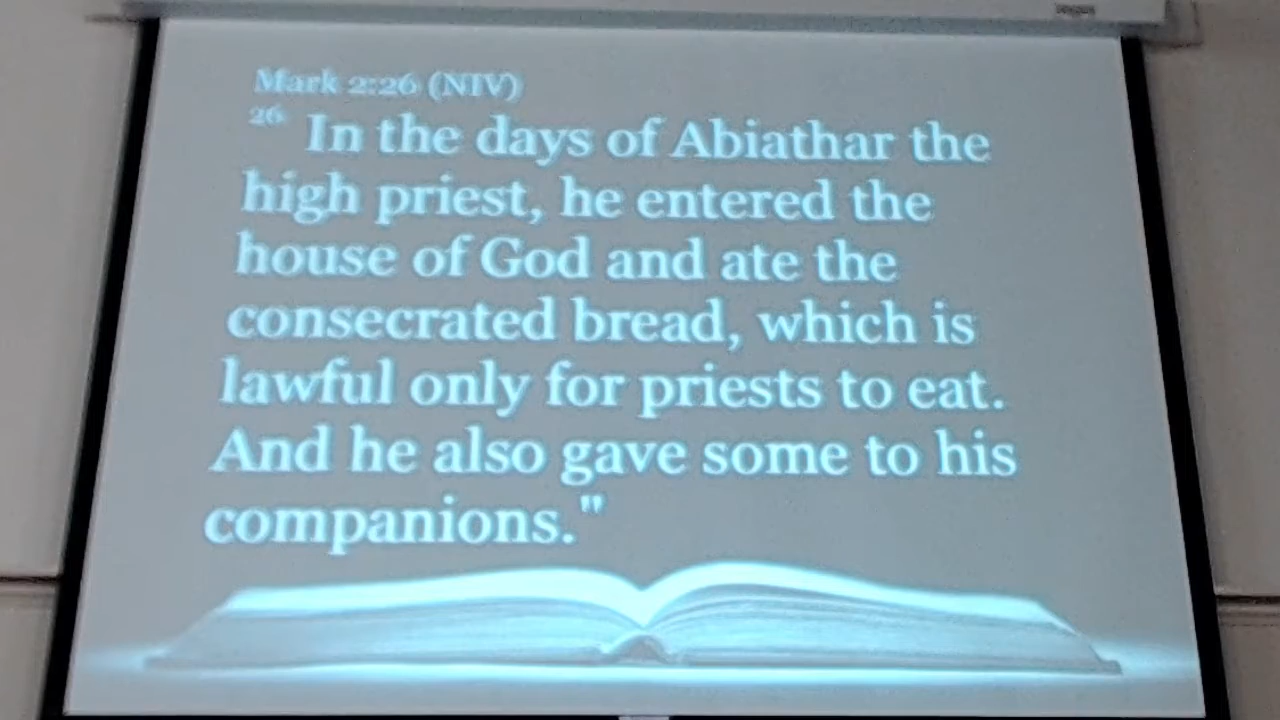 Mark 2:26 (NIV)
26 In the days of Abiathar the
high priest, he entered the
house of God and ate the
consecrated bread, which is
lawful only for priests to eat.
And he also gave some to his
companions."